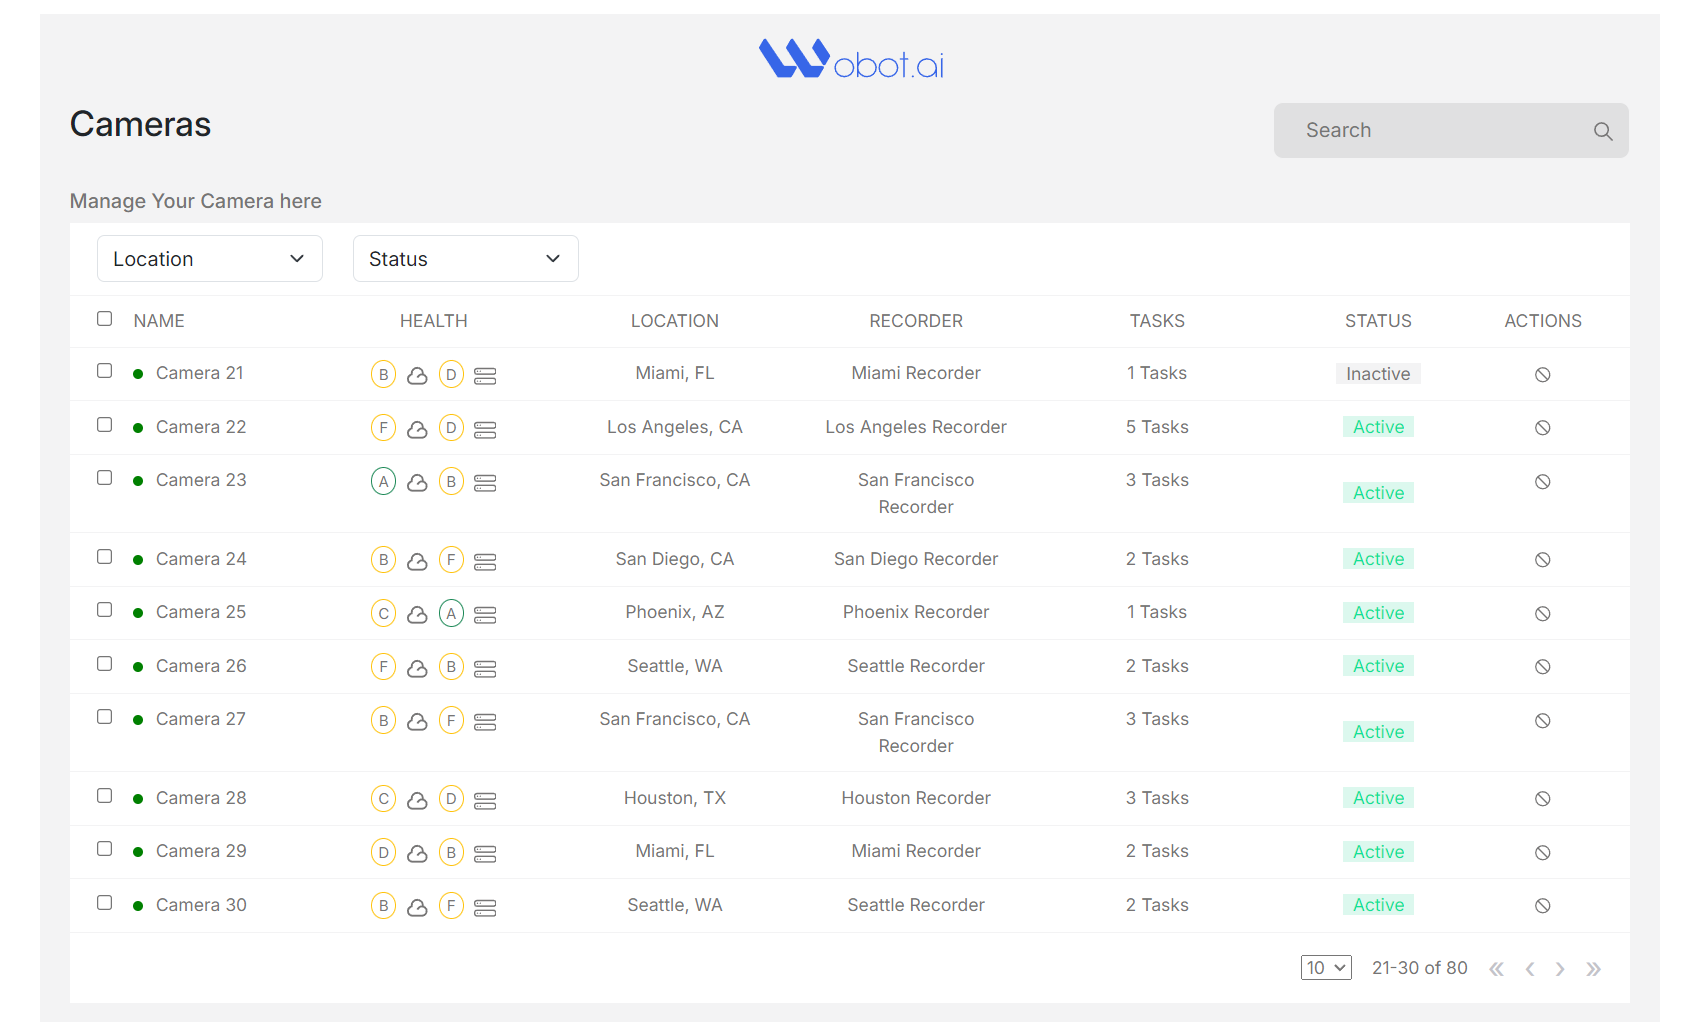 Wobot.ai
Cameras
Search
Manage Your Camera here
Location Status
NAME HEALTH LOCATION RECORDER TASKS STATUS ACTIONS
Camera 21 B D Miami, FL Miami Recorder 1 Tasks Inactive
Camera 22 F D Los Angeles, CA Los Angeles Recorder 5 Tasks Active
Camera 23 A B San Francisco, CA San Francisco 3 Tasks Active
Recorder
Camera 24 B F San Diego, CA San Diego Recorder 2 Tasks Active
Camera 25 C A Phoenix, AZ Phoenix Recorder 1 Tasks Active
Camera 26 F B Seattle, WA Seattle Recorder 2 Tasks Active
Camera 27 B F San Francisco, CA San Francisco 3 Tasks Active
Recorder
Camera 28 C D Houston, TX Houston Recorder 3 Tasks Active
Camera 29 D B Miami, FL Miami Recorder 2 Tasks Active
Camera 30 B F Seattle, WA Seattle Recorder 2 Tasks Active
10 21-30 of 80 « ‹ › »